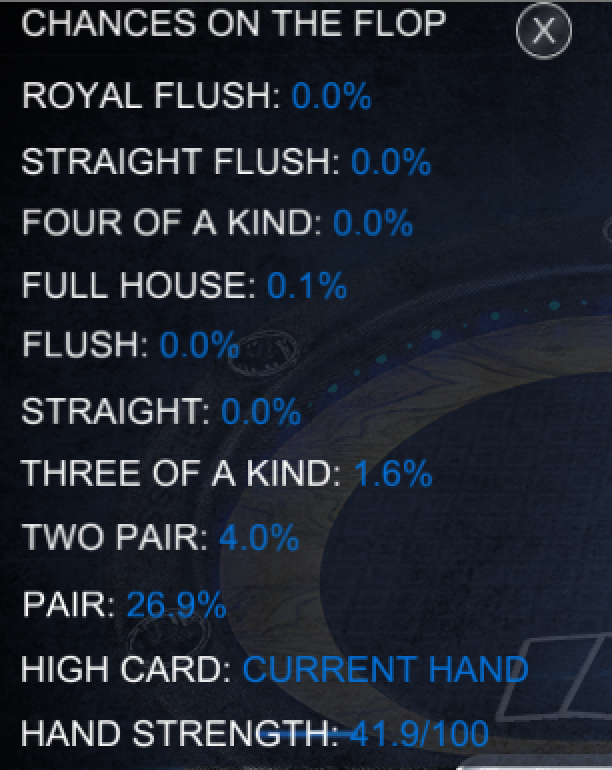 CHANCES ON THE FLOP
X
ROYAL FLUSH: 0.0%
STRAIGHT FLUSH: 0.0%
FOUR OF A KIND: 0.0%
FULL HOUSE: 0.1%
FLUSH: 0.0%
STRAIGHT: 0.0%
THREE OF A KIND: 1.6%
TWO PAIR: 4.0%
PAIR: 26.9%
HIGH CARD: CURRENT HAND
HAND STRENGTH: 41.9/100